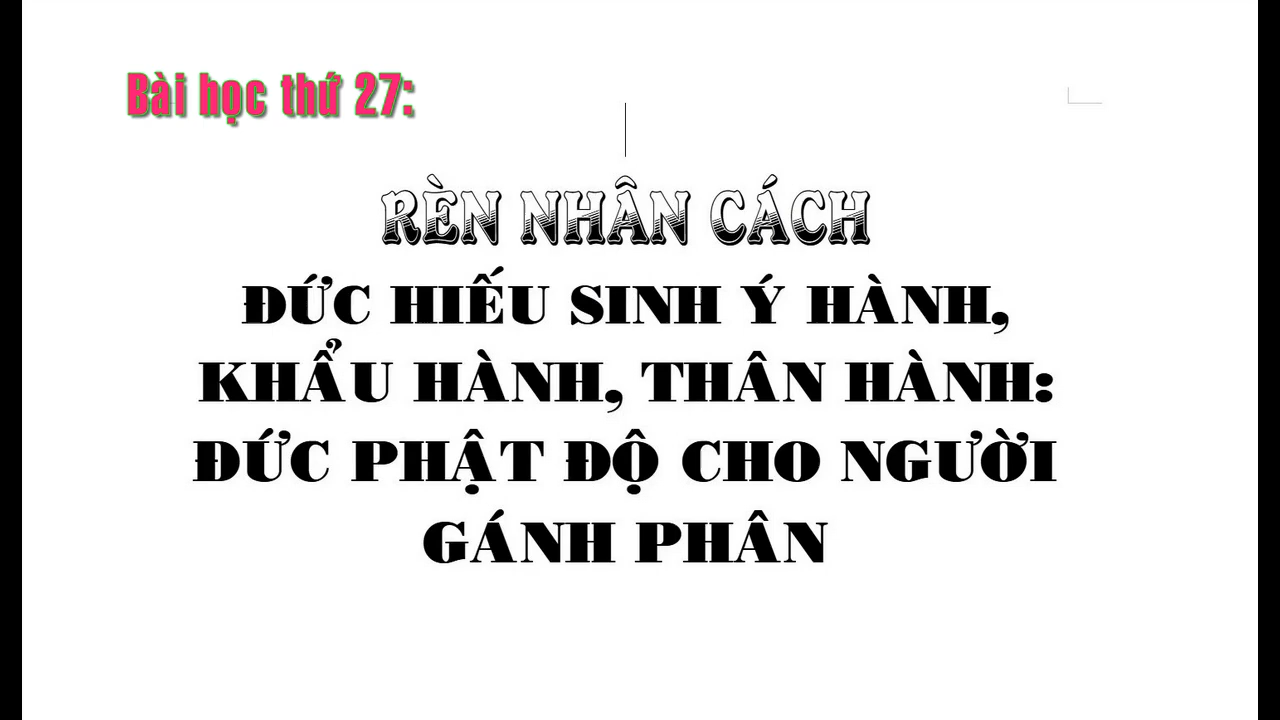 Bài học thứ 27:
RÈN NHÂN CÁCH
ĐỨC HIẾU SINH Ý HÀNH,
KHẨU HÀNH, THÂN HÀNH:
ĐỨC PHẬT ĐỘ CHO NGƯỜI
GÁNH PHÂN